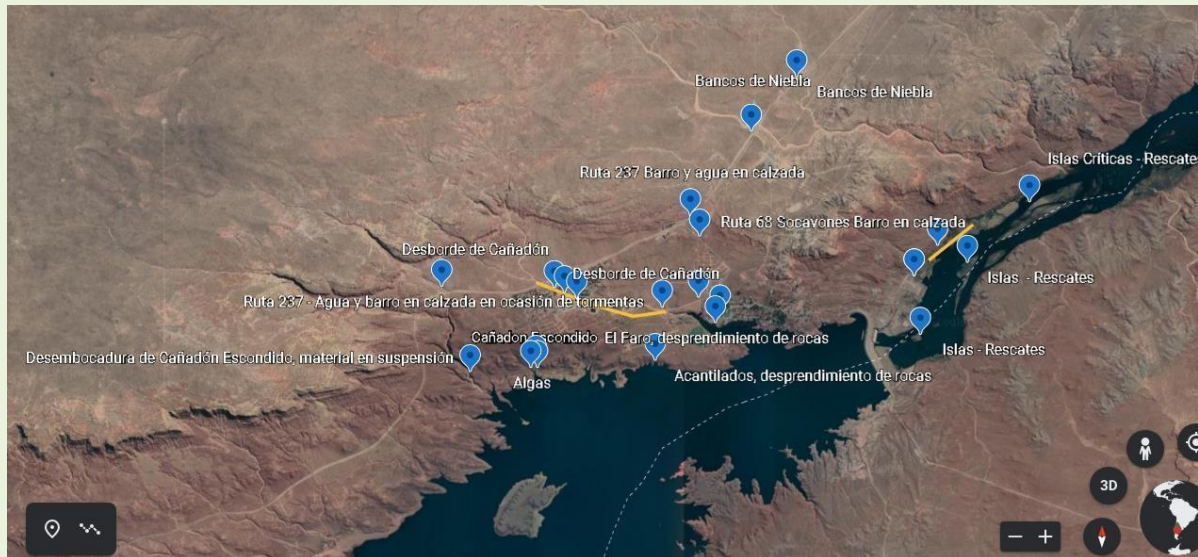 Bancos de Niebla
Bancos de Niebla
Islas Críticas - Rescates
Ruta 237 Barro y agua en calzada
Ruta 68 Socavones Barro en calzada
Desborde de Cañadón
Desborde de Cañadón
Islas - Rescates
Ruta 237 - Agua y barro en calzada en ocasión de tormentas
Cañadon Escondido
El Faro, desprendimiento de rocas
Islas - Rescates
Desembocadura de Cañadón Escondido, material en suspensión
Acantilados, desprendimiento de rocas
Algas
3D